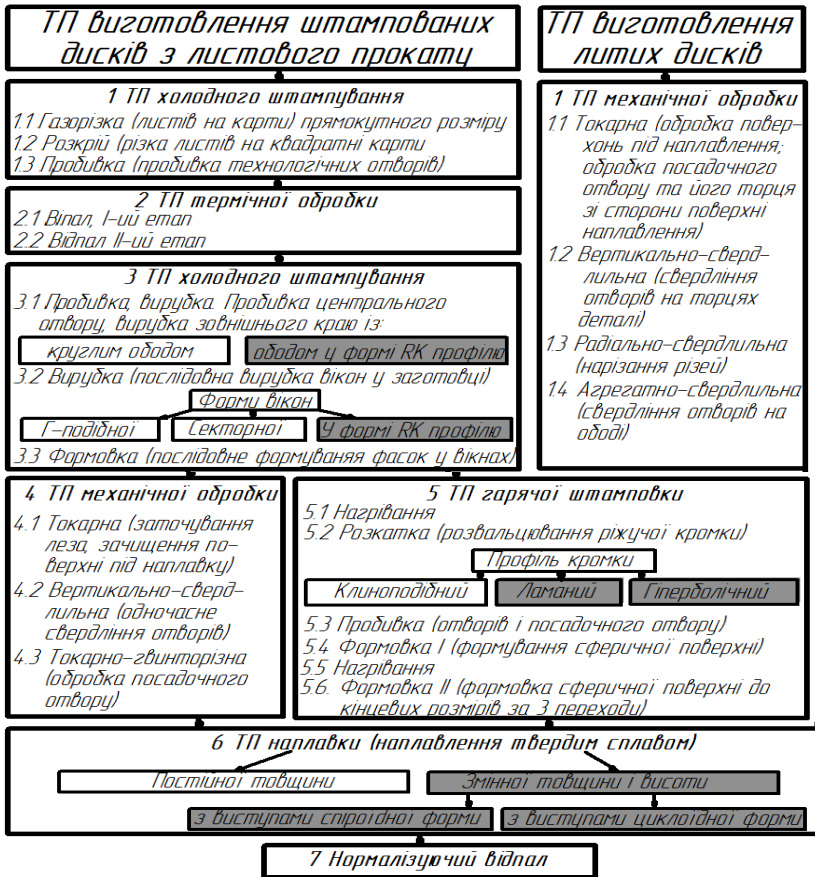 ТП виготовлення штампованих
дисків з листового прокату
ТП виготовлення
литих дисків
1 ТП холодного штампування
1.1 Газорізка (листів на карти) прямокутного розміру
1.2 Розкрій (різка листів на квадратні карти
1.3 Пробивка (пробивка технологічних отворів)
2 ТП термічної обробки
2.1 Віпал, І-ий етап
2.2 Відпал ІІ-ий етап
3 ТП холодного штампування
3.1 Пробивка, вирубка. Пробивка центрального
отвору, вирубка зовнішнього краю із:
круглим ободом
ободом у формі RK профілю
3.2 Вирубка (послідовна вирубка вікон у заготовці)
Форми вікон
Г-подібної
Секторної
У формі RK профілю
3.3 Формовка (послідовне формуваняя фасок у вікнах)
1 ТП механічної обробки
1.1 Токарна (обробка повер-
хонь під наплавлення;
обробка посадочного
отвору та його торця
зі сторони поверхні
наплавлення)
1.2 Вертикально-сверд-
лильна (свердління
отворів на торцях
деталі)
1.3 Радіально-свердлильна
(нарізання різей)
1.4 Агрегатно-свердлильна
(свердління отворів на
ободі)
4 ТП механічної обробки
4.1 Токарна (заточування
леза, зачищення по-
верхні під наплавку)
4.2 Вертикально-сверд-
лильна (одночасне
свердління отворів)
4.3 Токарно-гвинторізна
(обробка посадочного
отвору)
5 ТП гарячої штамповки
5.1 Нагрівання
5.2 Розкатка (розвальцювання ріжучої кромки)
Профіль кромки
Клиноподібний
Ламаний
Гіперболічний
5.3 Пробивка (отворів і посадочного отвору)
5.4 Формовка І (формування сферичної поверхні)
5.5 Нагрівання
5.6. Формовка ІІ (формовка сферичної поверхні до
кінцевих розмірів за 3 переходи)
6 ТП наплавки (наплавлення твердим сплавом)
Постійної товщини
Змінної товщини і висоти
з виступами спіроїдної форми
з виступами циклоїдної форми
7 Нормалізуючий відпал